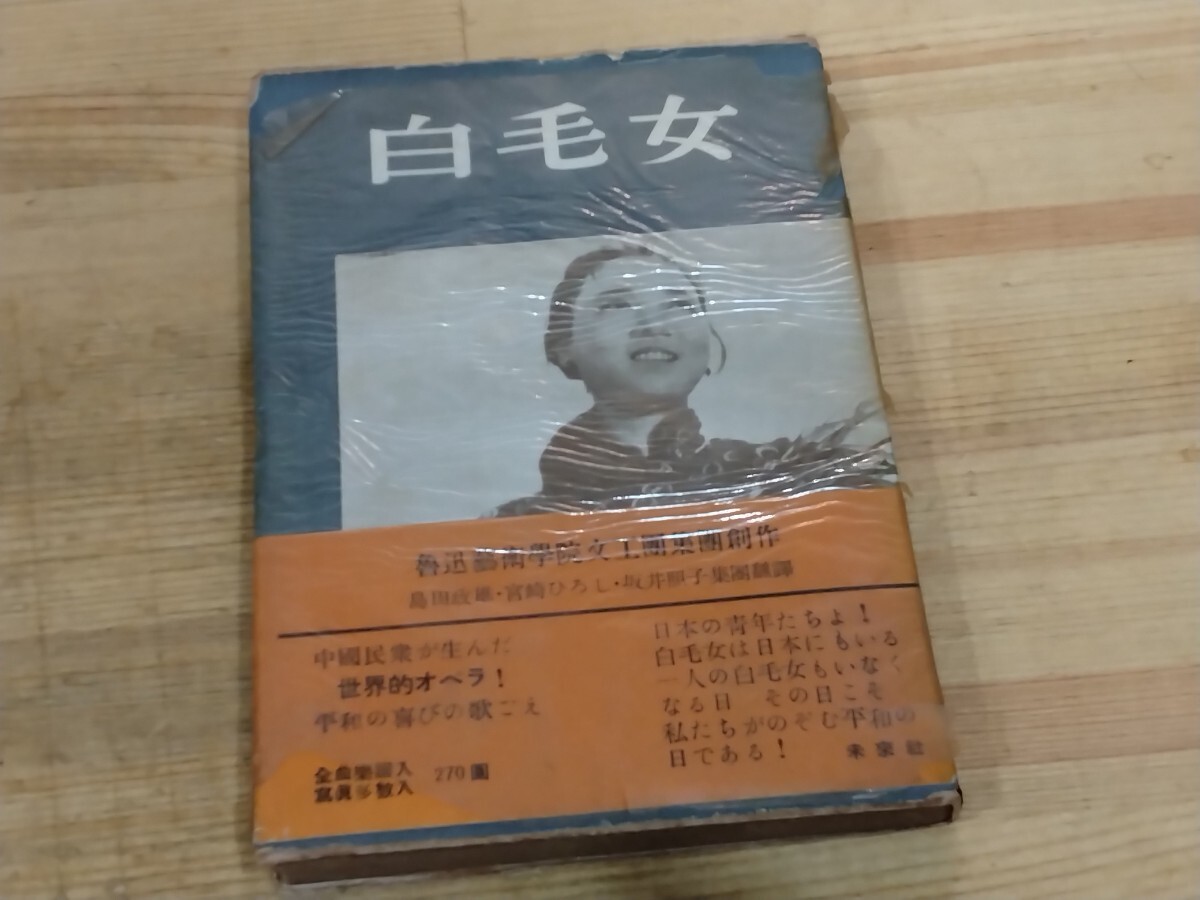 白毛女
魯迅藝術學院文工團集團創作
島田政雄・宮崎ひろし・坂井照子集團飜譯
中國民衆が生んだ
世界的オペラ!
平和の喜びの歌ごえ
全曲樂譜入
寫眞多数入
270圓
日本の青年たちよ!
白毛女は日本にもいる
一人の白毛女もいなく
なる日 その日こそ
私たちがのぞむ平和の
日である!
未来社